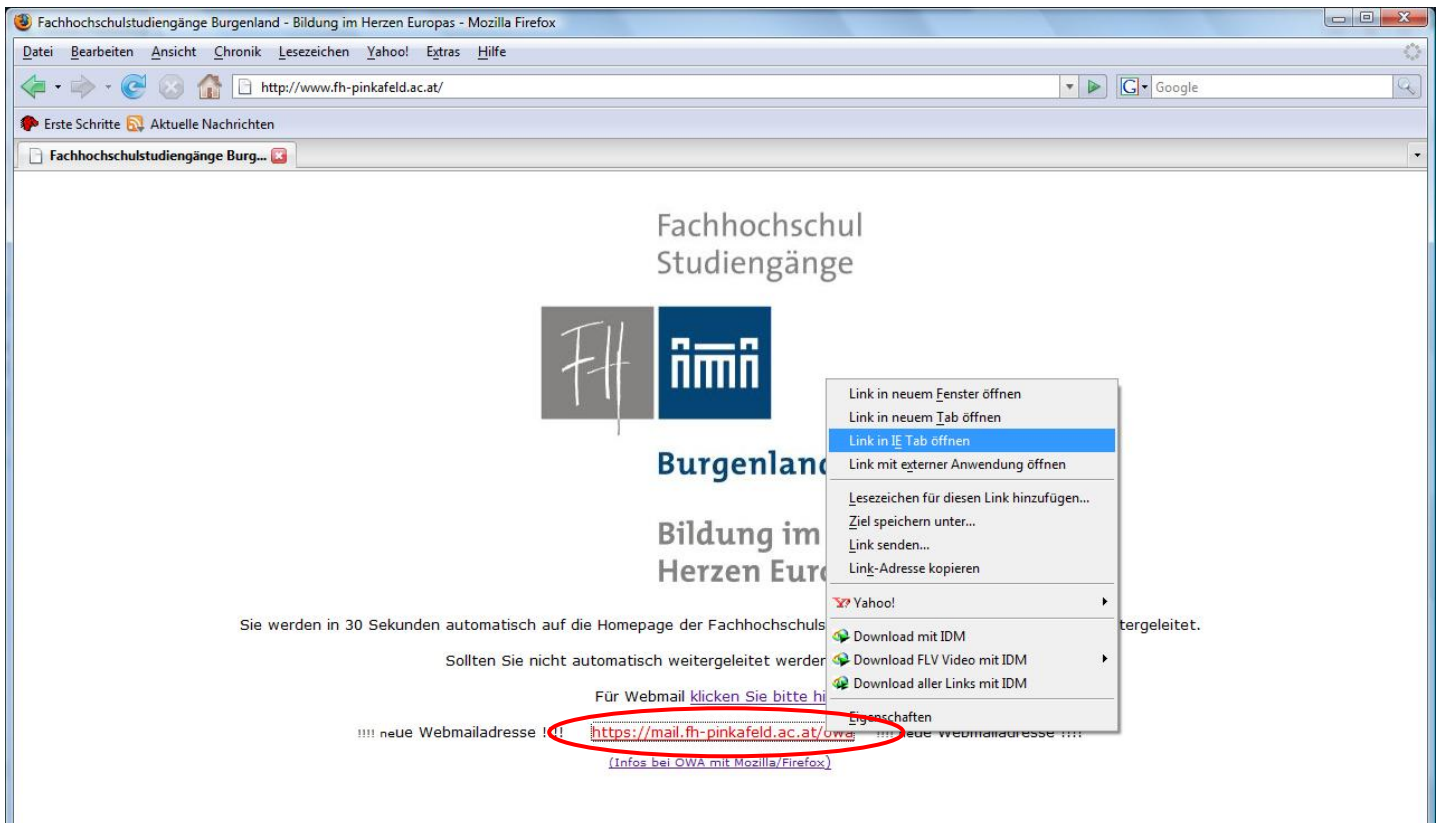 Fachhochschulstudiengänge Burgenland - Bildung im Herzen Europas - Mozilla Firefox
Datei Bearbeiten Ansicht Chronik Lesezeichen Yahoo! Extras Hilfe
http://www.fh-pinkafeld.ac.at/
G Google
Erste Schritte Aktuelle Nachrichten
Fachhochschulstudiengänge Burg...
Fachhochschul
Studiengänge
FH
Burgenland
Bildung im
Herzen Euro
Link in neuem Fenster öffnen
Link in neuem Tab öffnen
Link in IE Tab öffnen
Link mit externer Anwendung öffnen
Lesezeichen für diesen Link hinzufügen...
Ziel speichern unter...
Link senden...
Link-Adresse kopieren
Yahoo!
Download mit IDM
Download FLV Video mit IDM
Download aller Links mit IDM
Eigenschaften
Sie werden in 30 Sekunden automatisch auf die Homepage der Fachhochschuls tergeleitet.
Sollten Sie nicht automatisch weitergeleitet werden
Für Webmail klicken Sie bitte hi
!!!! neue Webmailadresse !!!! https://mail.fh-pinkafeld.ac.at/owa !!!! neue Webmailadresse !!!!
(Infos bei OWA mit Mozilla/Firefox)